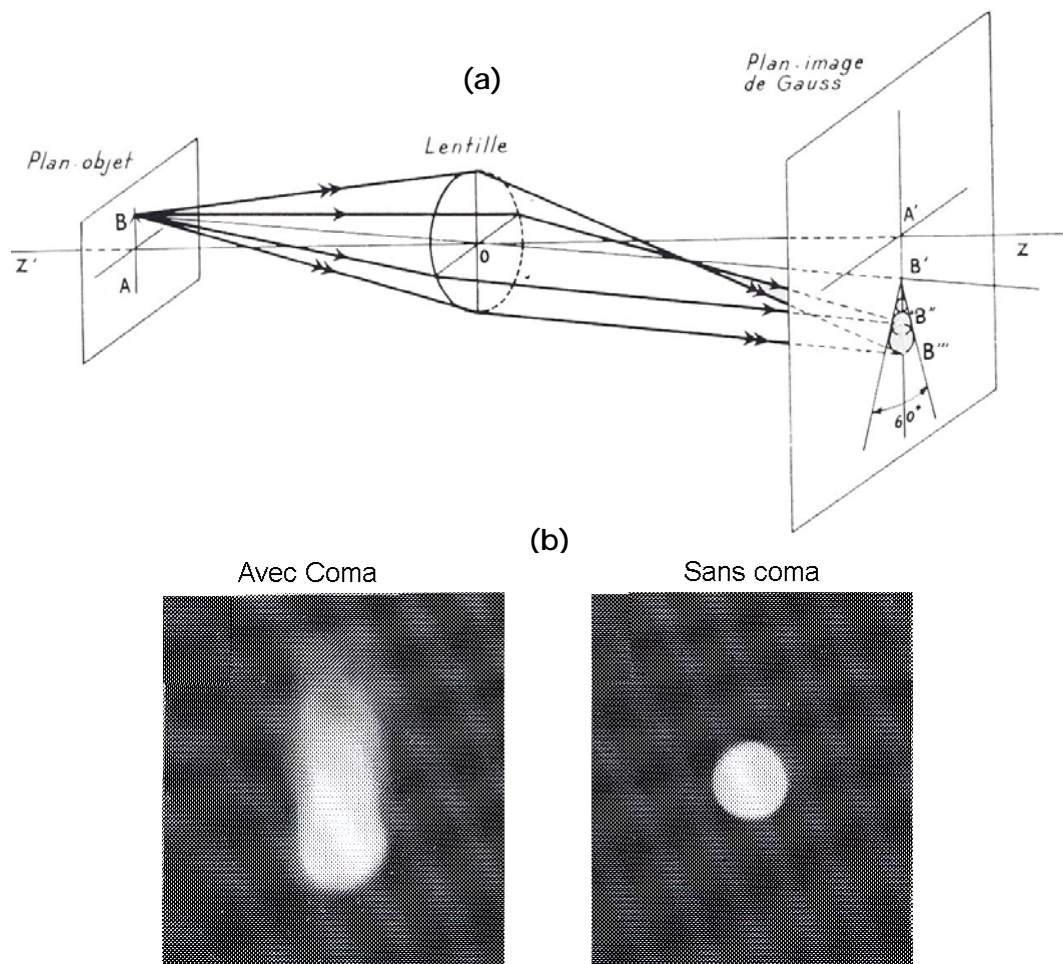 (a)
Plan-image
de Gauss
Plan-objet
Lentille
B
A
Z'
O
A'
Z
B'
B"
B'''
60°
(b)
Avec Coma
Sans coma